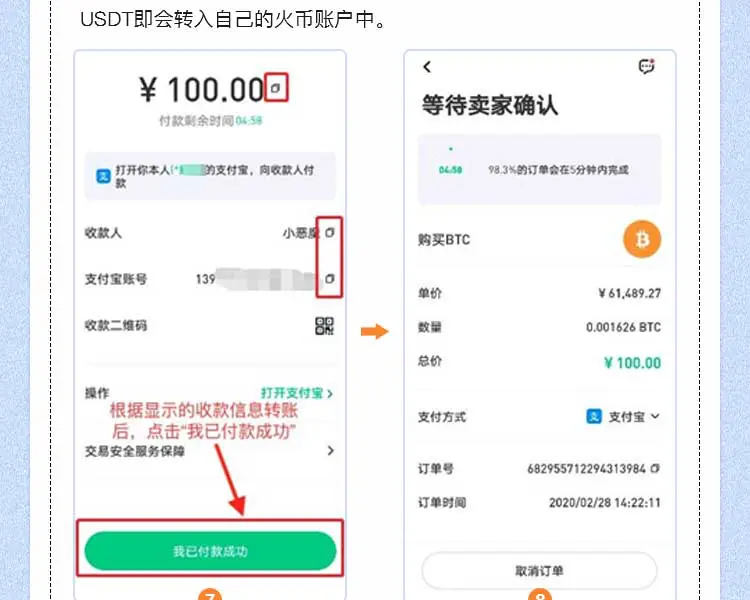 USDT即会转入自己的火币账户中。
¥ 100.00
付款剩余时间04:58
打开你本人(*的支付宝，向收款人付
款
收款人 小恶魔
支付宝账号 139
收款二维码
操作 打开支付宝 >
根据显示的收款信息转账
后，点击“我已付款成功”
交易安全服务保障 >
我已付款成功
7
等待卖家确认
04:58 98.3%的订单会在5分钟内完成
购买BTC
单价 ¥ 61,489.27
数量 0.001626 BTC
总价 ¥ 100.00
支付方式 支 支付宝
订单号 682955712294313984
订单时间 2020/02/28 14:22:11
取消订单
8